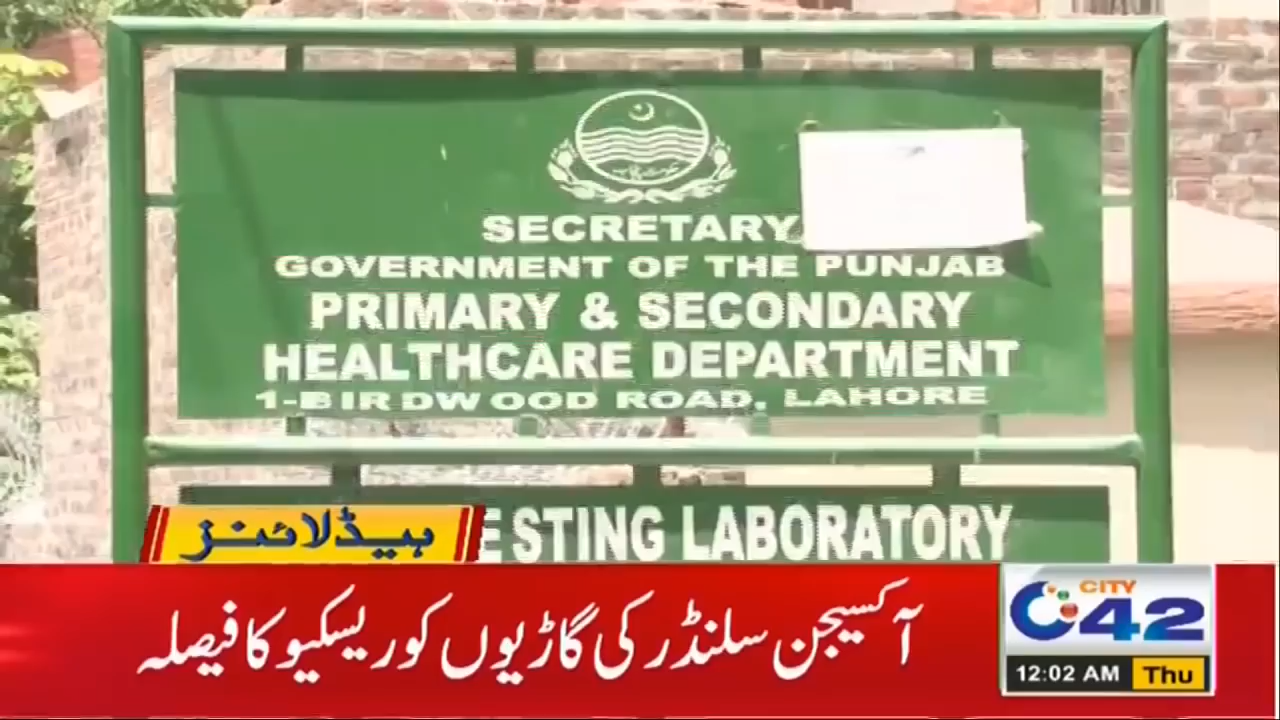 SECRETARY
GOVERNMENT OF THE PUNJAB
PRIMARY & SECONDARY
HEALTHCARE DEPARTMENT
1-BIRDWOOD ROAD, LAHORE
ESTING LABORATORY
ہیڈلائنز
آکسیجن سلنڈر کی گاڑیوں کو ریسکیو کا فیصلہ
CITY
42
12:02 AM Thu